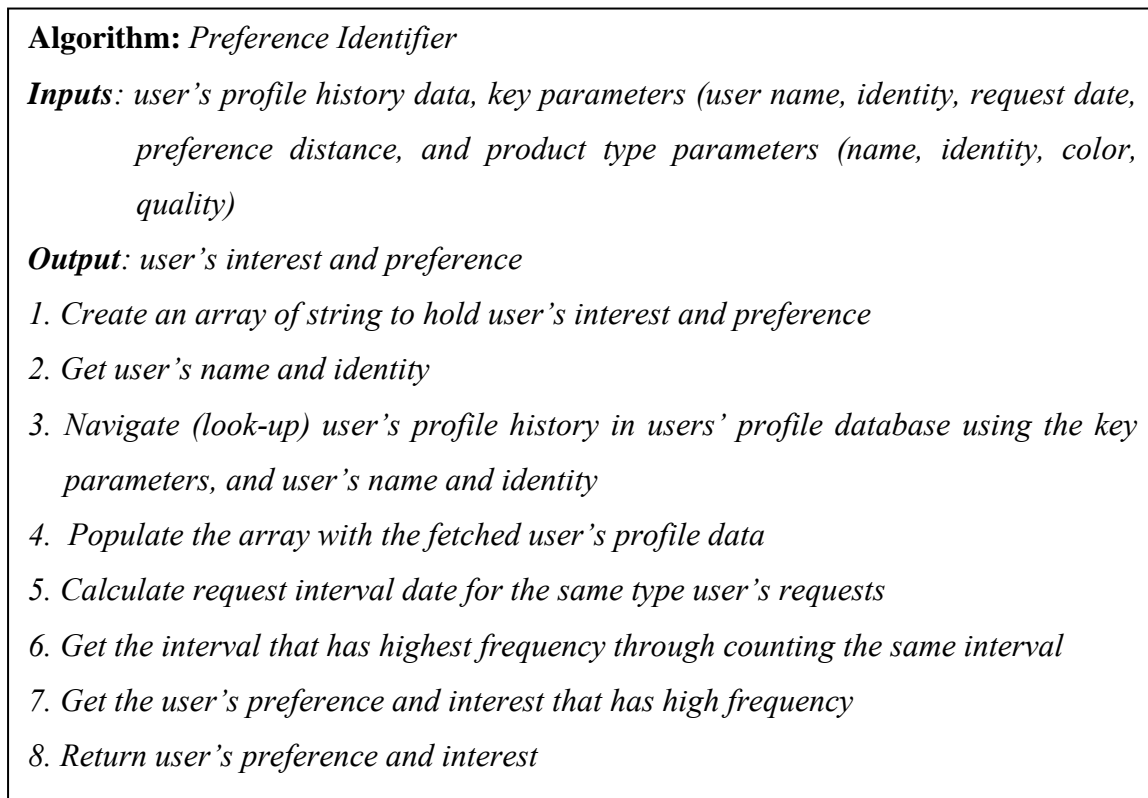 Algorithm: Preference Identifier
Inputs: user’s profile history data, key parameters (user name, identity, request date,
preference distance, and product type parameters (name, identity, color,
quality)
Output: user’s interest and preference
1. Create an array of string to hold user’s interest and preference
2. Get user’s name and identity
3. Navigate (look-up) user’s profile history in users’ profile database using the key
parameters, and user’s name and identity
4. Populate the array with the fetched user’s profile data
5. Calculate request interval date for the same type user’s requests
6. Get the interval that has highest frequency through counting the same interval
7. Get the user’s preference and interest that has high frequency
8. Return user’s preference and interest